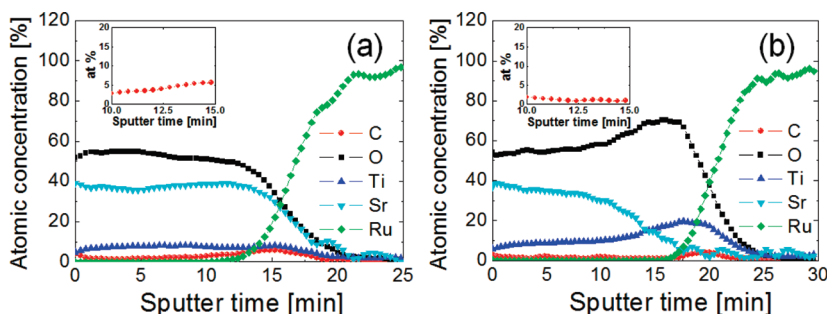 120
100
80
60
40
20
0
Atomic concentration [%]
0 5 10 15 20 25
Sputter time [min]
(a)
20
15
10
5
0
at %
10.0 12.5 15.0
Sputter time [min]
C
O
Ti
Sr
Ru
120
100
80
60
40
20
0
Atomic concentration [%]
0 5 10 15 20 25 30
Sputter time [min]
(b)
20
15
10
5
0
at %
10.0 12.5 15.0
Sputter time [min]
C
O
Ti
Sr
Ru